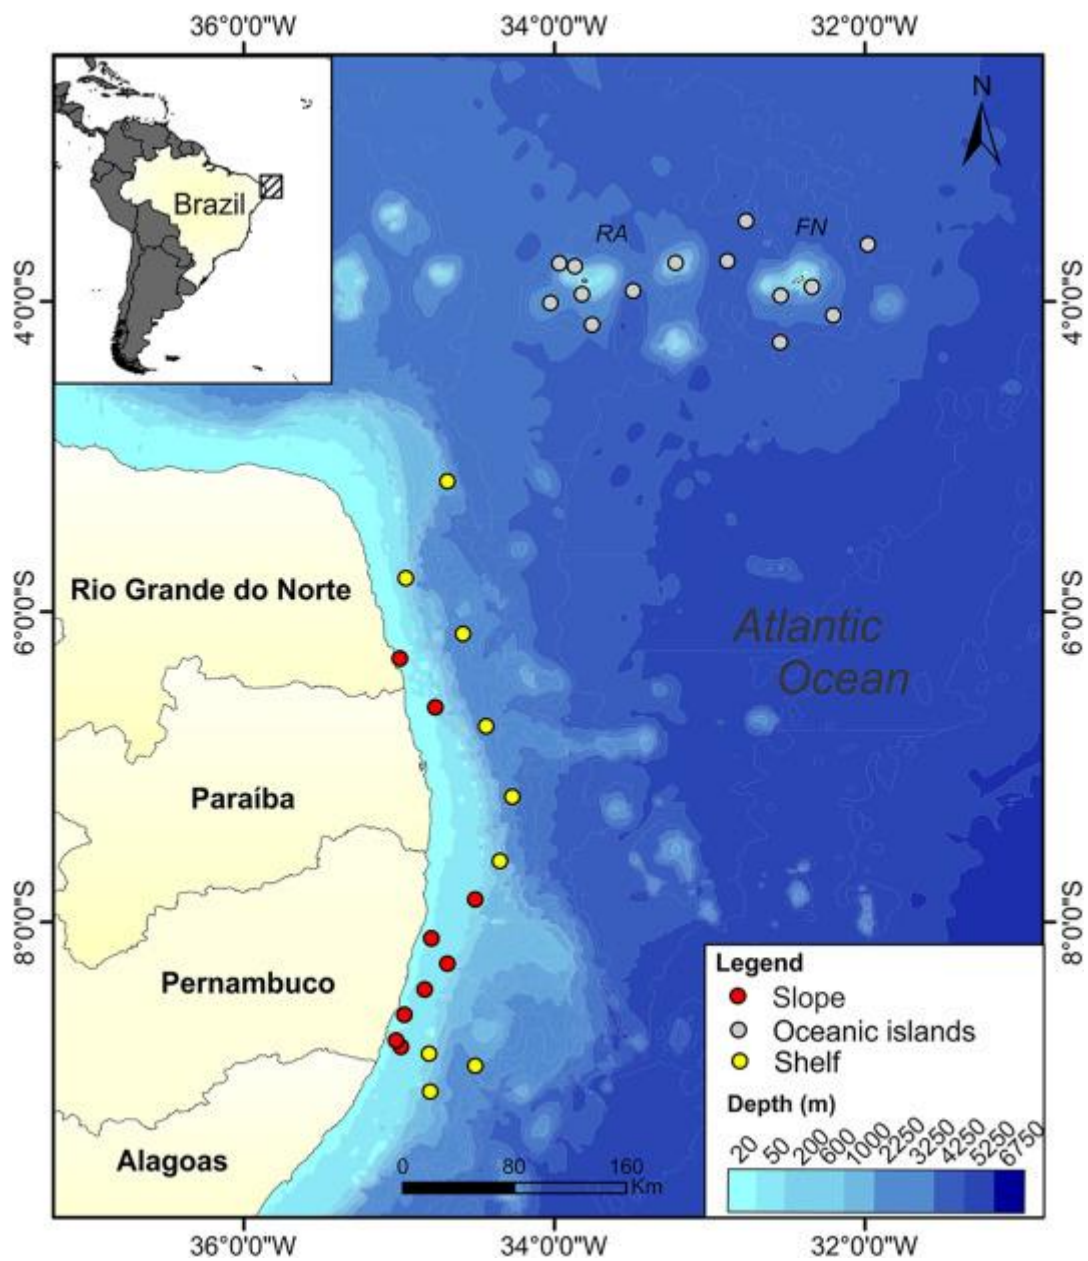 36°0'0"W 34°0'0"W 32°0'0"W
N
Brazil
RA FN
4°0'0"S 4°0'0"S
Rio Grande do Norte
6°0'0"S 6°0'0"S
Atlantic
Ocean
Paraíba
8°0'0"S 8°0'0"S
Pernambuco
Legend
Slope
Oceanic islands
Shelf
Depth (m)
20 50 200 600 1000 2250 3250 4250 5250 6750
Alagoas
0 80 160
Km
36°0'0"W 34°0'0"W 32°0'0"W